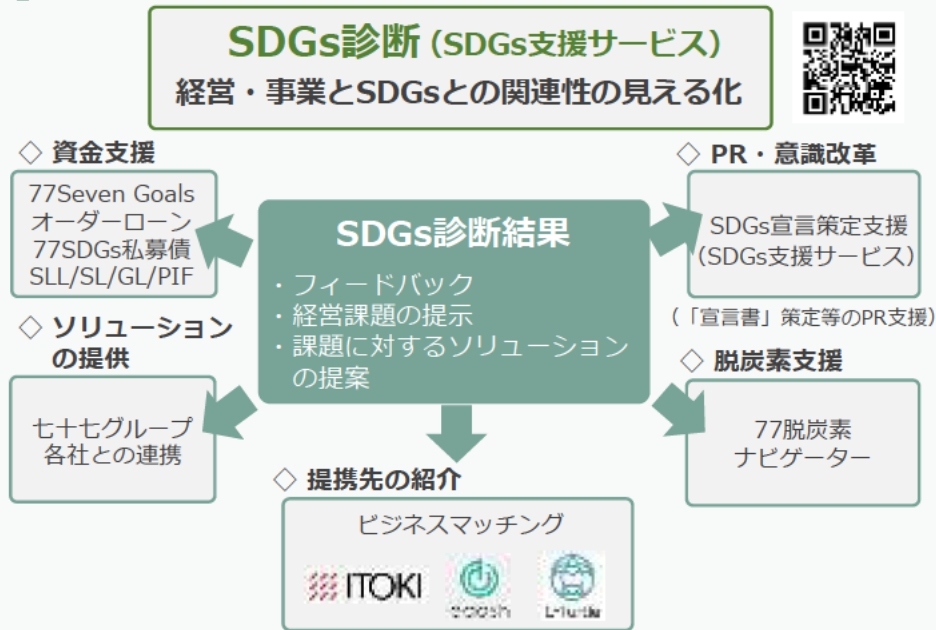 SDGs診断(SDGs支援サービス)
経営・事業とSDGsとの関連性の見える化
◇ 資金支援
77Seven Goals
オーダーローン
77SDGs私募債
SLL/SL/GL/PIF
◇ PR・意識改革
SDGs宣言策定支援
(SDGs支援サービス)
(「宣言書」策定等のPR支援)
SDGs診断結果
・フィードバック
・経営課題の提示
・課題に対するソリューション
の提案
◇ ソリューション
の提供
七十七グループ
各社との連携
◇ 脱炭素支援
77脱炭素
ナビゲーター
◇ 提携先の紹介
ビジネスマッチング
ITOKI